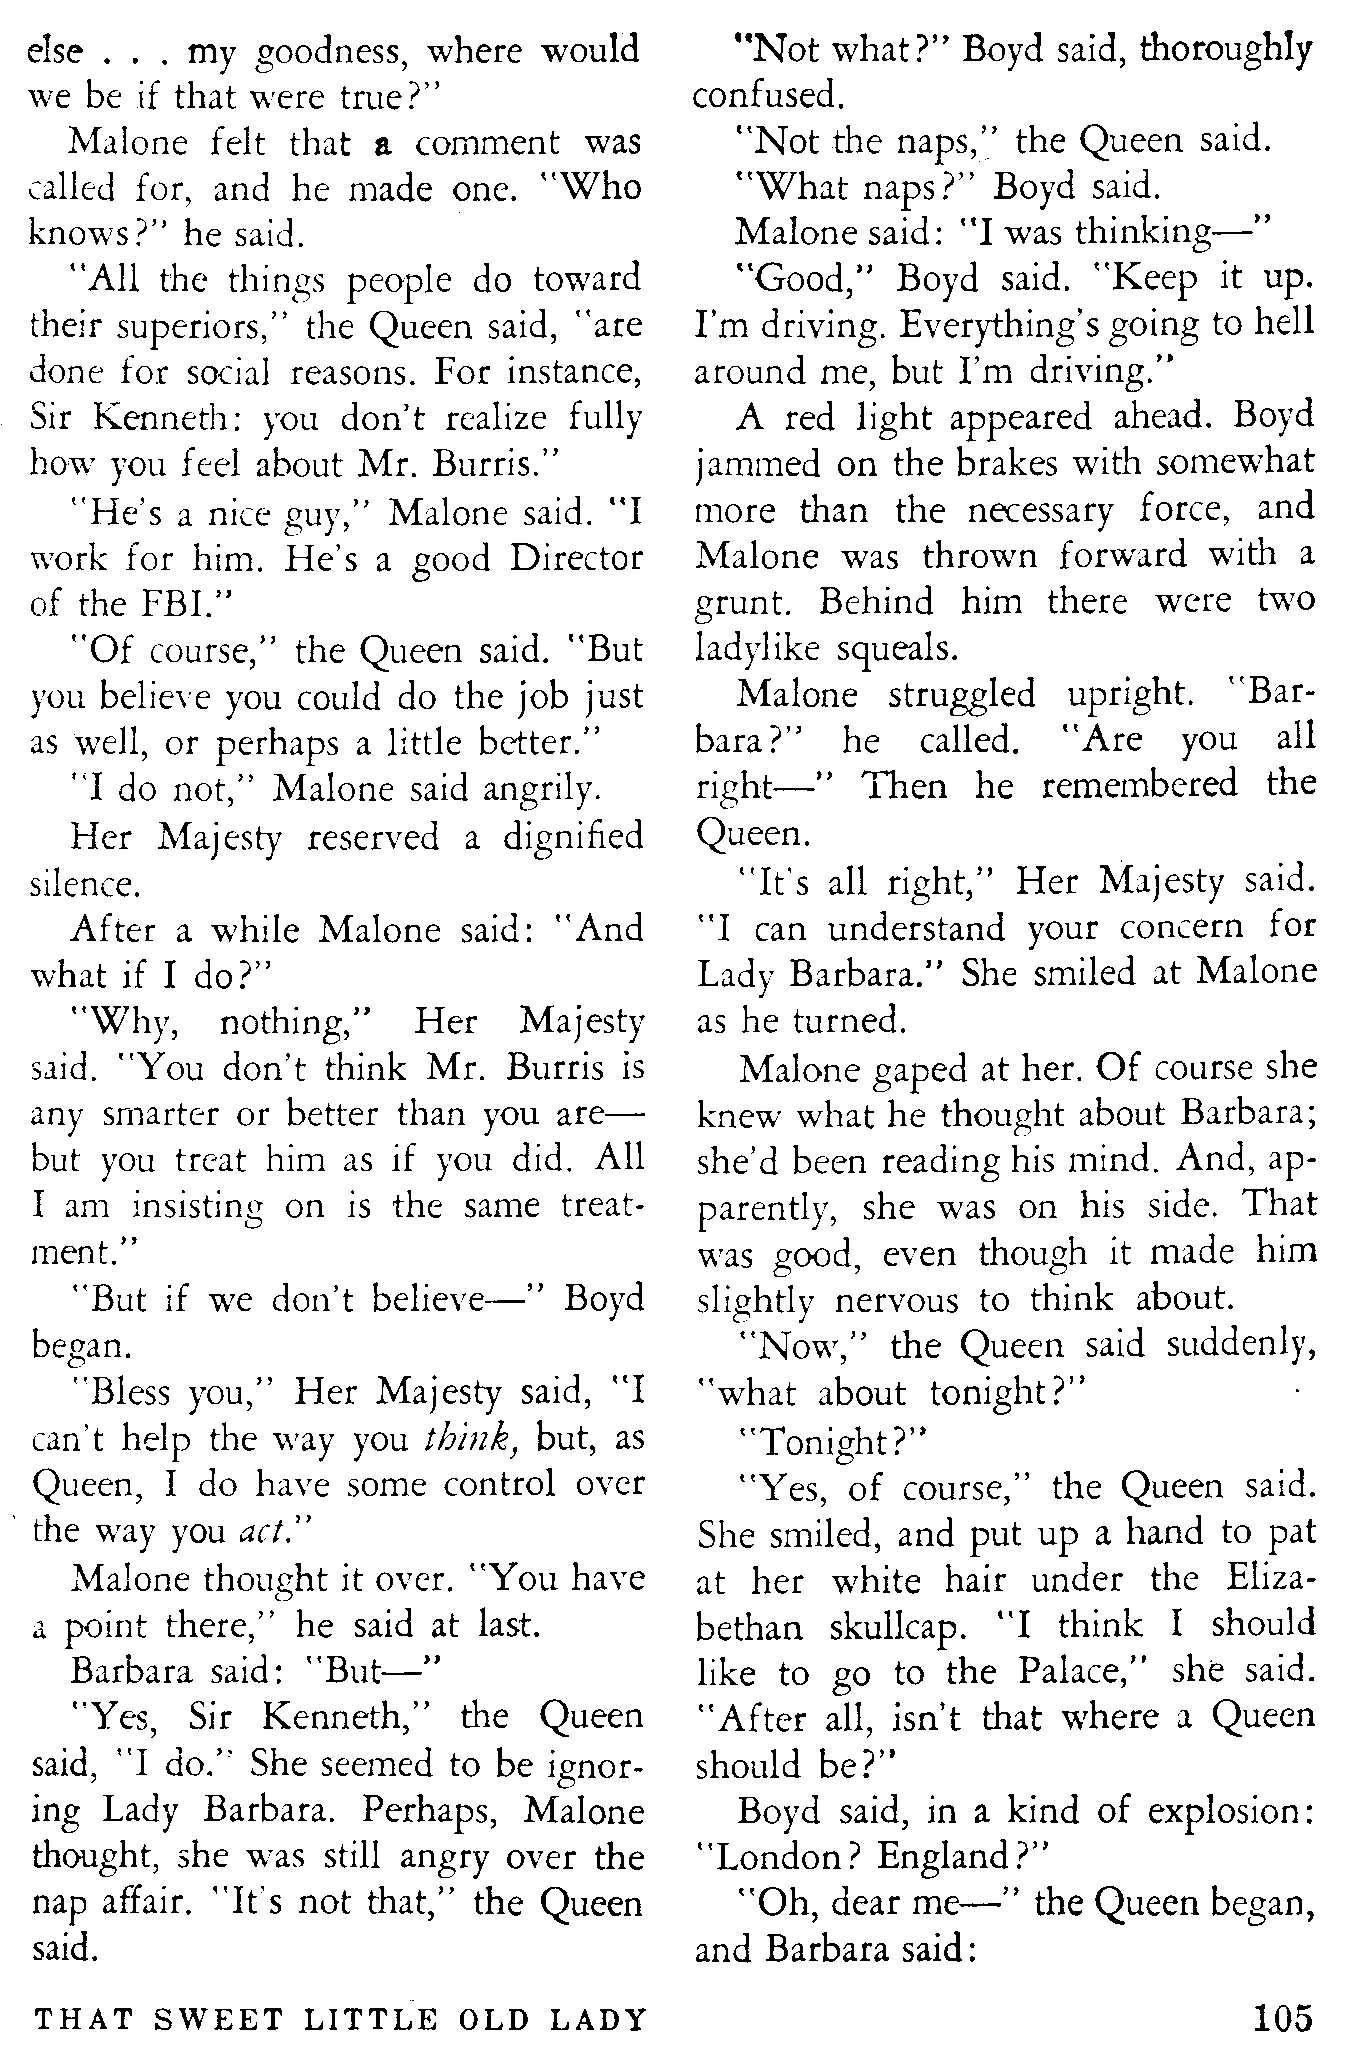 else . . . my goodness, where would
we be if that were true?"
Malone felt that a comment was
called for, and he made one. "Who
knows?" he said.
"All the things people do toward
their superiors," the Queen said, "are
done for social reasons. For instance,
Sir Kenneth: you don't realize fully
how you feel about Mr. Burris."
"He's a nice guy," Malone said. "I
work for him. He's a good Director
of the FBI."
"Of course," the Queen said. "But
you believe you could do the job just
as well, or perhaps a little better."
"I do not," Malone said angrily.
Her Majesty reserved a dignified
silence.
After a while Malone said: "And
what if I do?"
"Why, nothing," Her Majesty
said. "You don't think Mr. Burris is
any smarter or better than you are—
but you treat him as if you did. All
I am insisting on is the same treat-
ment."
"But if we don't believe—" Boyd
began.
"Bless you," Her Majesty said, "I
can't help the way you think, but, as
Queen, I do have some control over
the way you act."
Malone thought it over. "You have
a point there," he said at last.
Barbara said: "But—"
"Yes, Sir Kenneth," the Queen
said, "I do." She seemed to be ignor-
ing Lady Barbara. Perhaps, Malone
thought, she was still angry over the
nap affair. "It's not that," the Queen
said.
"Not what?" Boyd said, thoroughly
confused.
"Not the naps," the Queen said.
"What naps?" Boyd said.
Malone said: "I was thinking—"
"Good," Boyd said. "Keep it up.
I'm driving. Everything's going to hell
around me, but I'm driving."
A red light appeared ahead. Boyd
jammed on the brakes with somewhat
more than the necessary force, and
Malone was thrown forward with a
grunt. Behind him there were two
ladylike squeals.
Malone struggled upright. "Bar-
bara?" he called. "Are you all
right—" Then he remembered the
Queen.
"It's all right," Her Majesty said.
"I can understand your concern for
Lady Barbara." She smiled at Malone
as he turned.
Malone gaped at her. Of course she
knew what he thought about Barbara;
she'd been reading his mind. And, ap-
parently, she was on his side. That
was good, even though it made him
slightly nervous to think about.
"Now," the Queen said suddenly,
"what about tonight?"
"Tonight?"
"Yes, of course," the Queen said.
She smiled, and put up a hand to pat
at her white hair under the Eliza-
bethan skullcap. "I think I should
like to go to the Palace," she said.
"After all, isn't that where a Queen
should be?"
Boyd said, in a kind of explosion:
"London? England?"
"Oh, dear me—" the Queen began,
and Barbara said:
THAT SWEET LITTLE OLD LADY
105